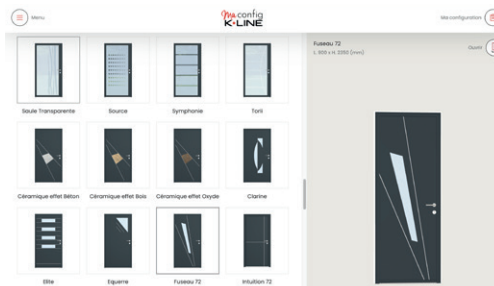 Menu
Ma config
K•LINE
Ma configuration
Saule Transparente
Source
Symphonie
Torii
Céramique effet Béton
Céramique effet Bois
Céramique effet Oxyde
Clarine
Elite
Equerre
Fuseau 72
Intuition 72
Fuseau 72
Ouvrir